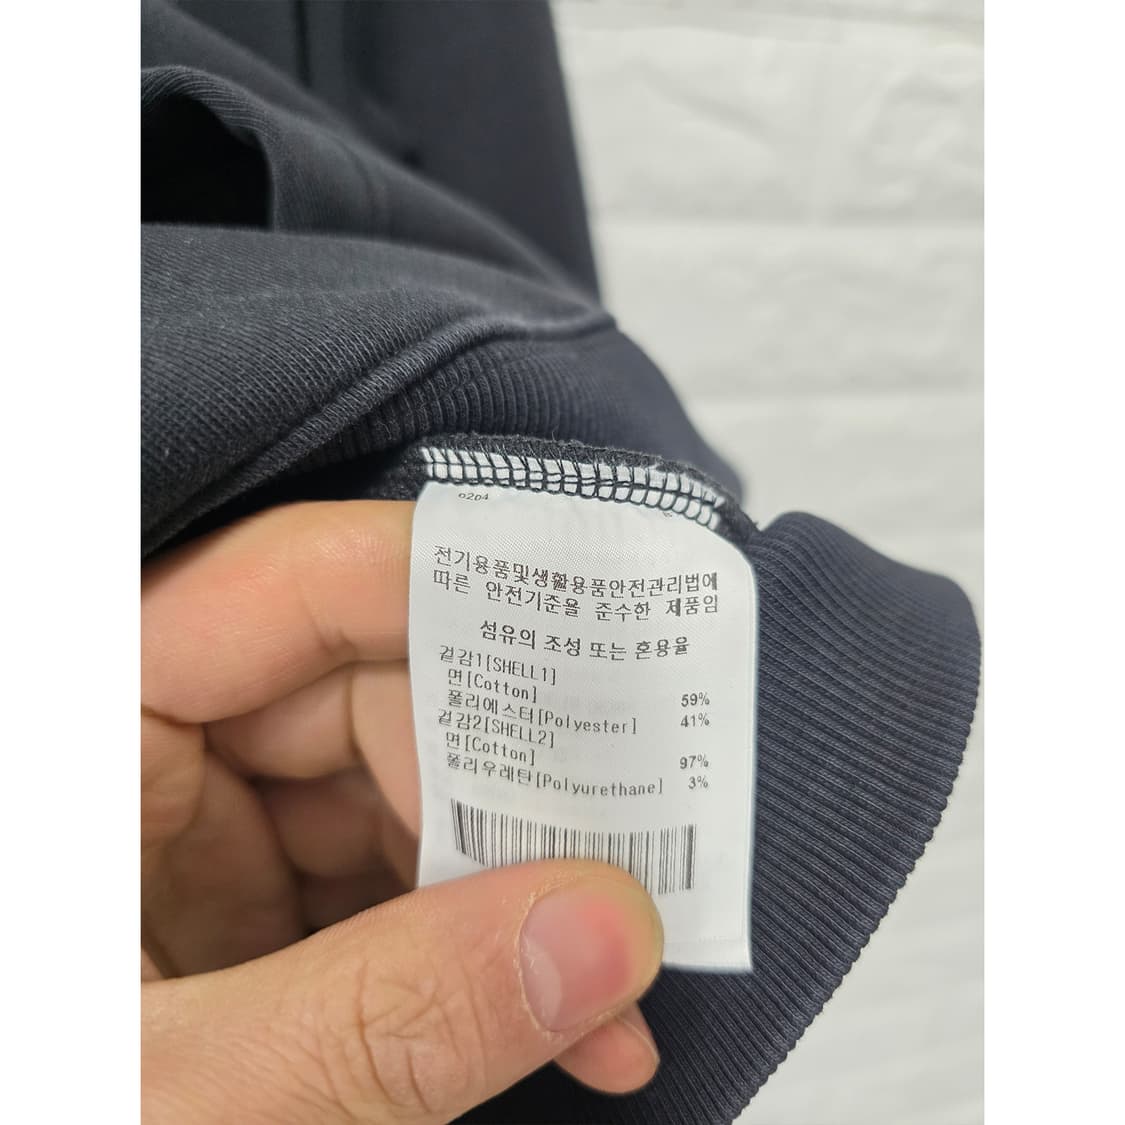 0204
전기용품및생활용품안전관리법에
따른 안전기준을 준수한 제품임
섬유의 조성 또는 혼용율
겉감1[SHELL1]
면[Cotton] 59%
폴리에스터[Polyester] 41%
겉감2[SHELL2]
면[Cotton] 97%
폴리우레탄[Polyurethane] 3%